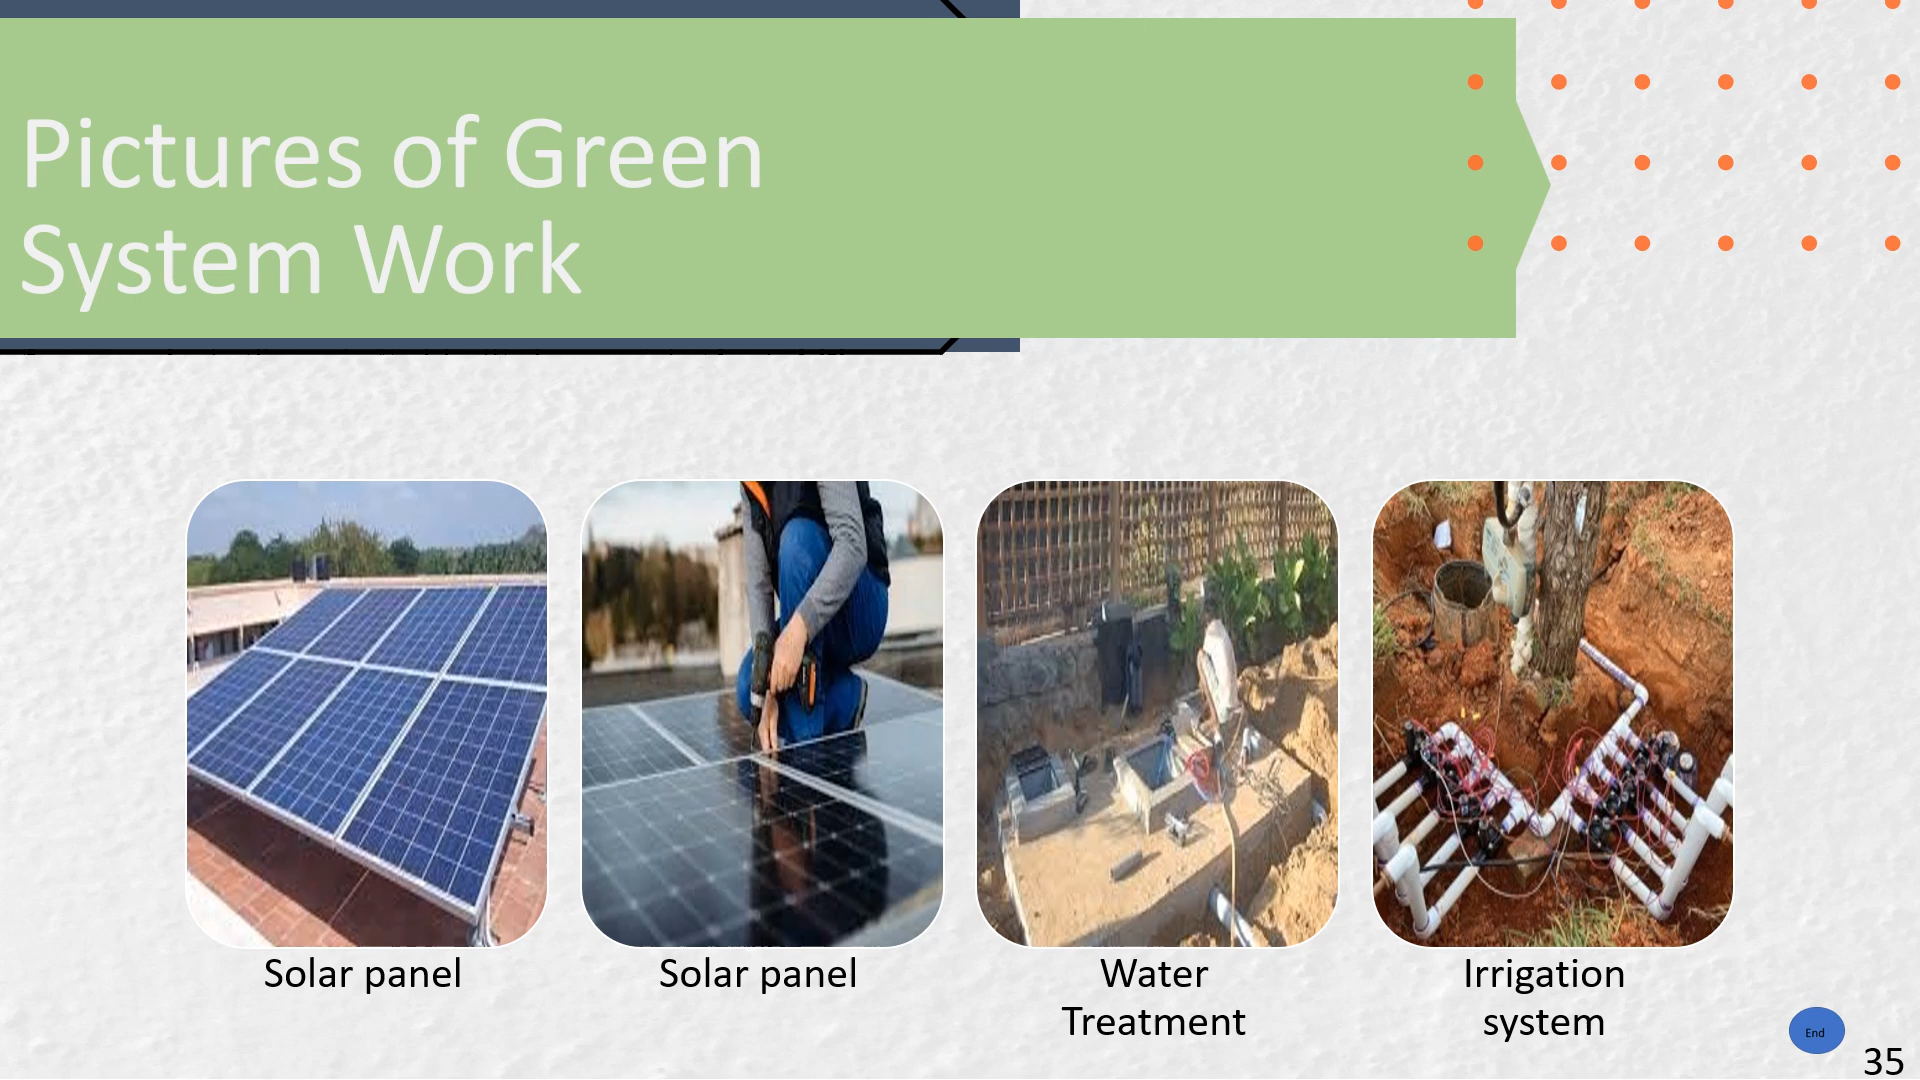 Pictures of Green
System Work
Solar panel
Solar panel
Water
Treatment
Irrigation
system
End
35